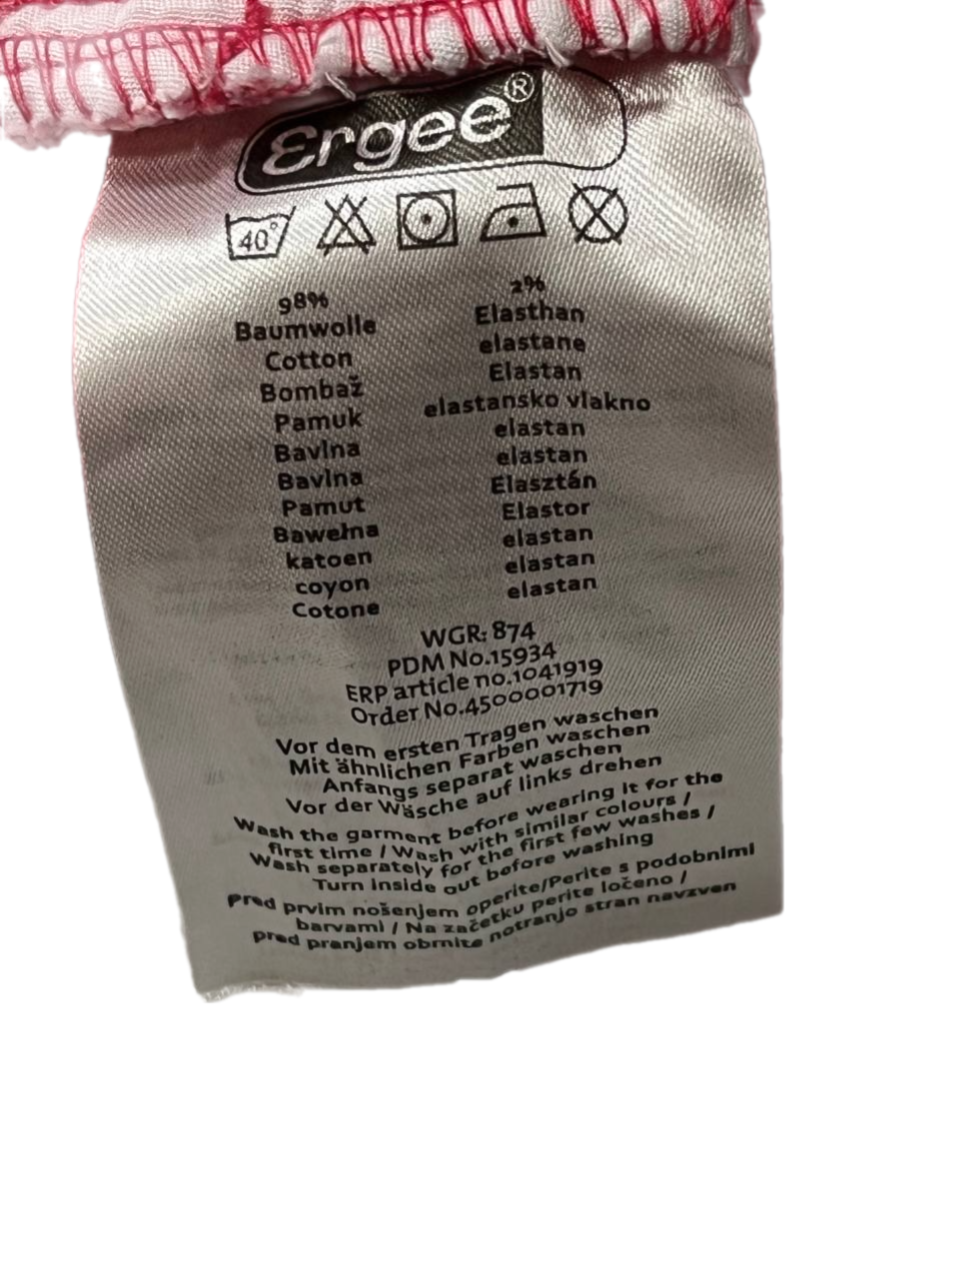 Ergee®
40°
98%
Baumwolle
Cotton
Bombaž
Pamuk
Bavlna
Bavlna
Pamut
Bawełna
katoen
coyon
Cotone
2%
Elasthan
elastane
Elastan
elastansko vlakno
elastan
elastan
Elasztán
Elastor
elastan
elastan
elastan
WGR: 874
PDM No.15934
ERP article no.1041919
Order No.4500001719
Vor dem ersten Tragen waschen
Mit ähnlichen Farben waschen
Anfangs separat waschen
Vor der Wäsche auf links drehen
Wash the garment before wearing it for the
first time / Wash with similar colours /
Wash separately for the first few washes /
Turn inside out before washing
Pred prvim nošenjem operite/Perite s podobnimi
barvami / Na začetku perite ločeno /
pred pranjem obrnite notranjo stran navzven